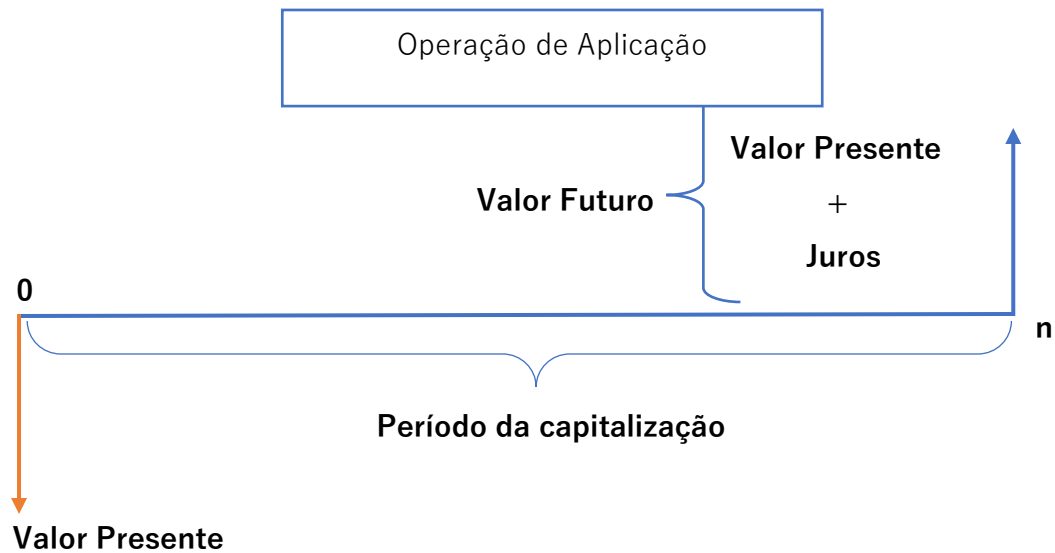 Operação de Aplicação
Valor Presente
Valor Futuro
+
Juros
0
n
Período da capitalização
Valor Presente